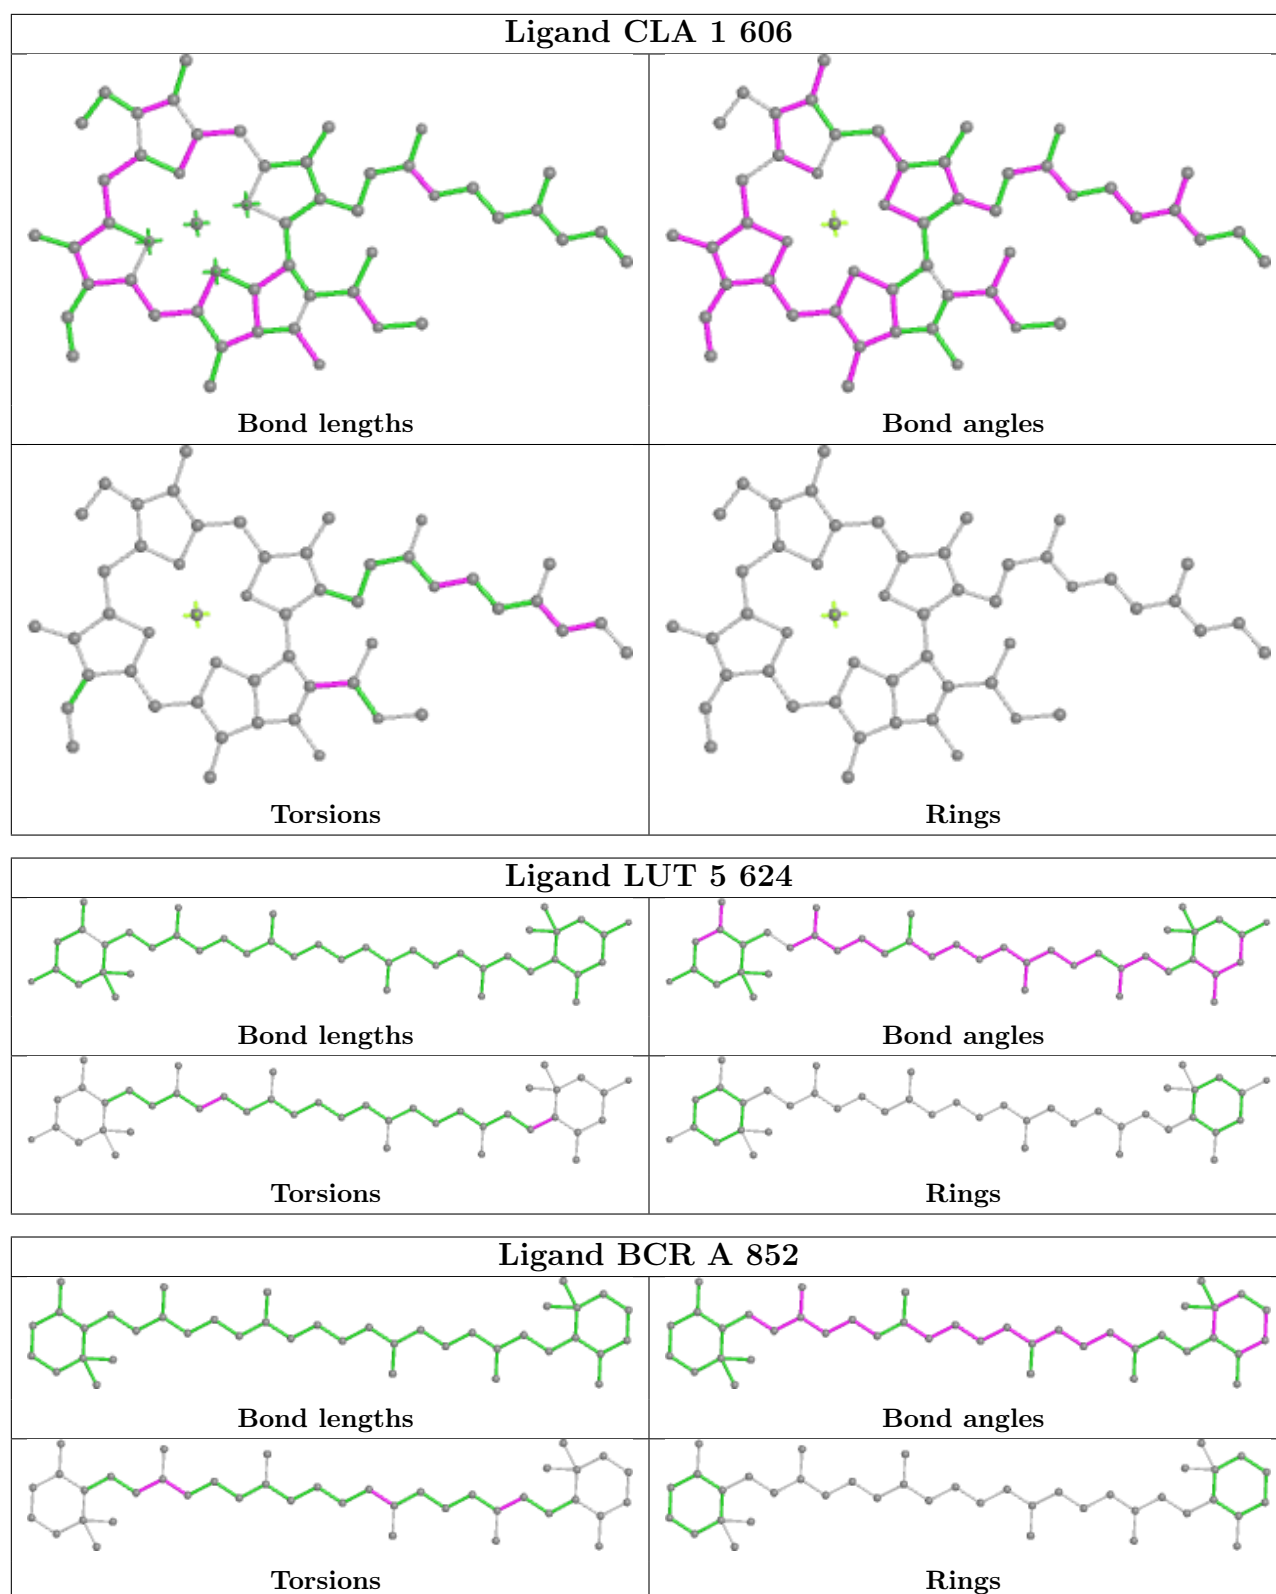 Ligand CLA 1 606
Bond lengths
Bond angles
Torsions
Rings
Ligand LUT 5 624
Bond lengths
Bond angles
Torsions
Rings
Ligand BCR A 852
Bond lengths
Bond angles
Torsions
Rings